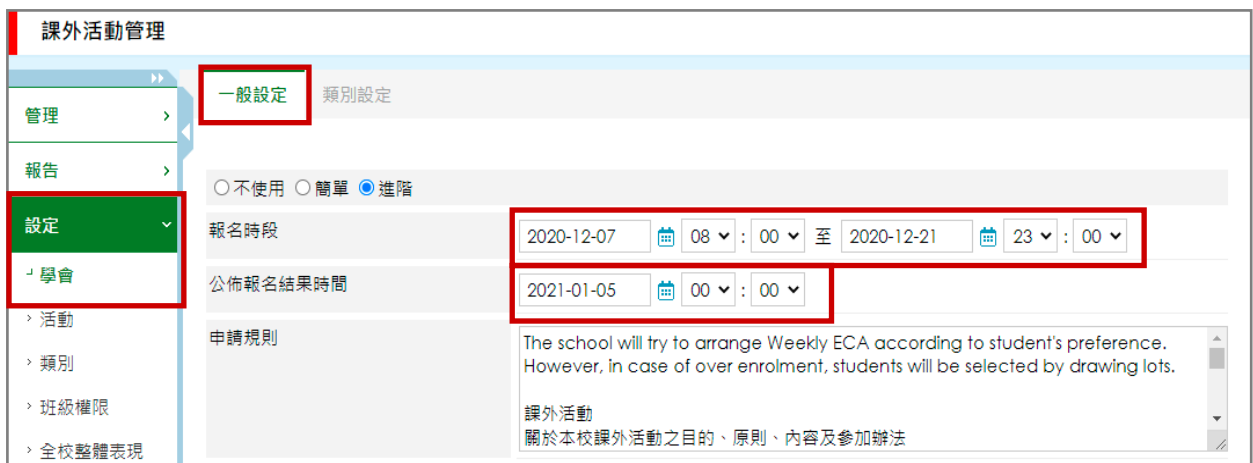 課外活動管理
管理
報告
設定
學會
活動
類別
班級權限
全校整體表現
一般設定 類別設定
不使用 簡單 進階
報名時段 2020-12-07 08 : 00 至 2020-12-21 23 : 00
公佈報名結果時間 2021-01-05 00 : 00
申請規則
The school will try to arrange Weekly ECA according to student's preference.
However, in case of over enrolment, students will be selected by drawing lots.
課外活動
關於本校課外活動之目的、原則、內容及參加辦法